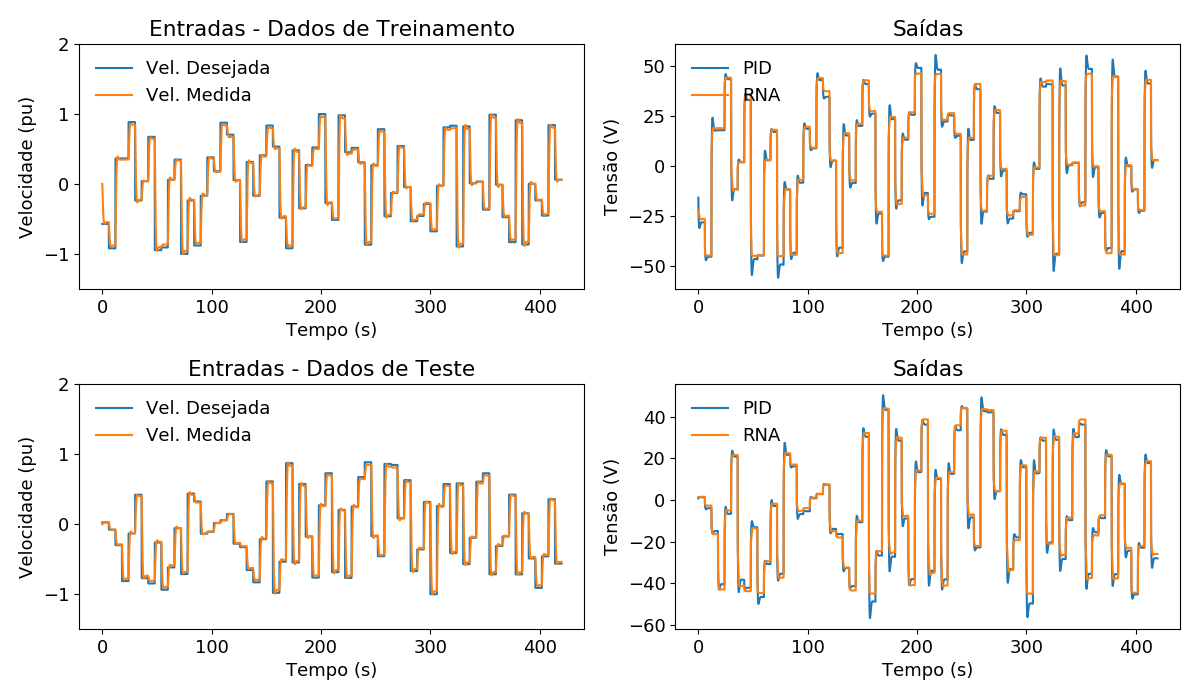 Entradas - Dados de Treinamento
Vel. Desejada
Vel. Medida
Velocidade (pu)
2
1
0
−1
0
100
200
300
400
Tempo (s)
Saídas
PID
RNA
Tensão (V)
50
25
0
−25
−50
0
100
200
300
400
Tempo (s)
Entradas - Dados de Teste
Vel. Desejada
Vel. Medida
Velocidade (pu)
2
1
0
−1
0
100
200
300
400
Tempo (s)
Saídas
PID
RNA
Tensão (V)
40
20
0
−20
−40
−60
0
100
200
300
400
Tempo (s)